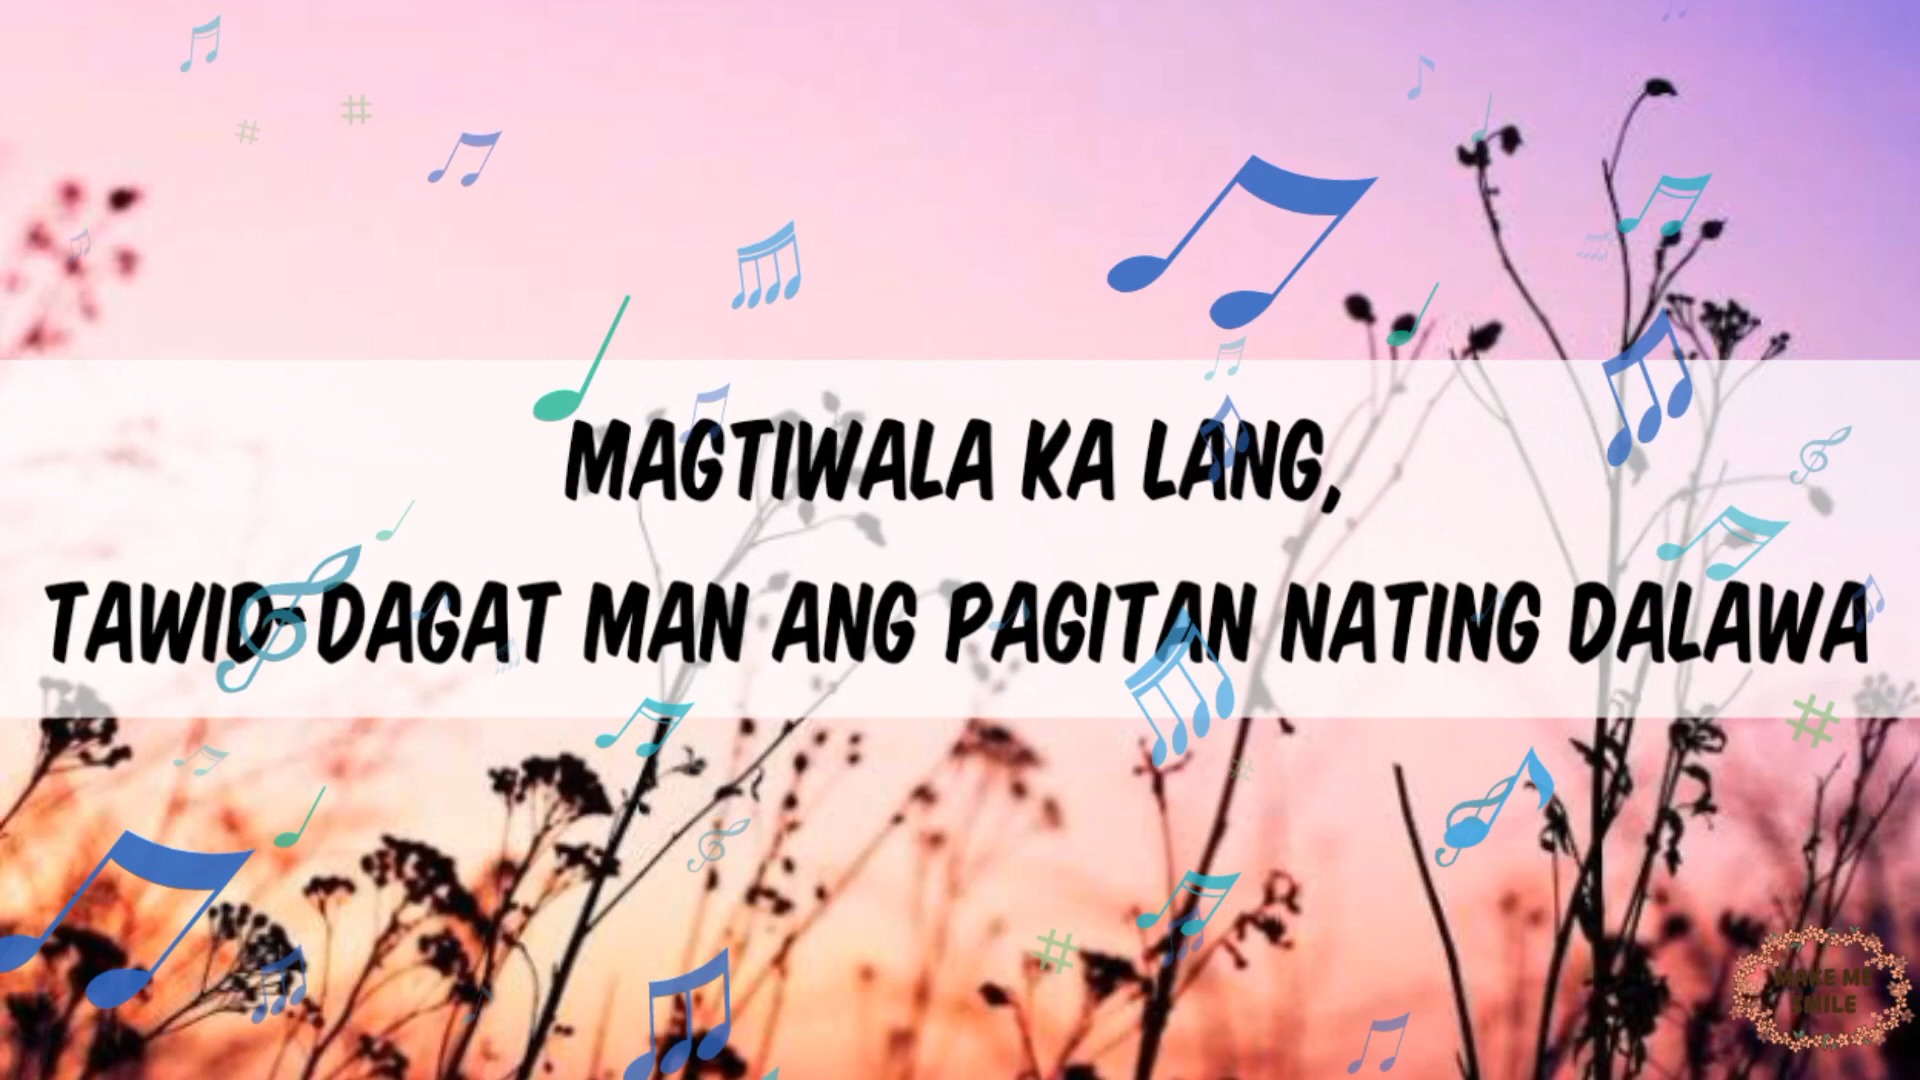 MAGTIWALA KA LANG,
TAWID-DAGAT MAN ANG PAGITAN NATING DALAWA
MAKE ME
SMILE